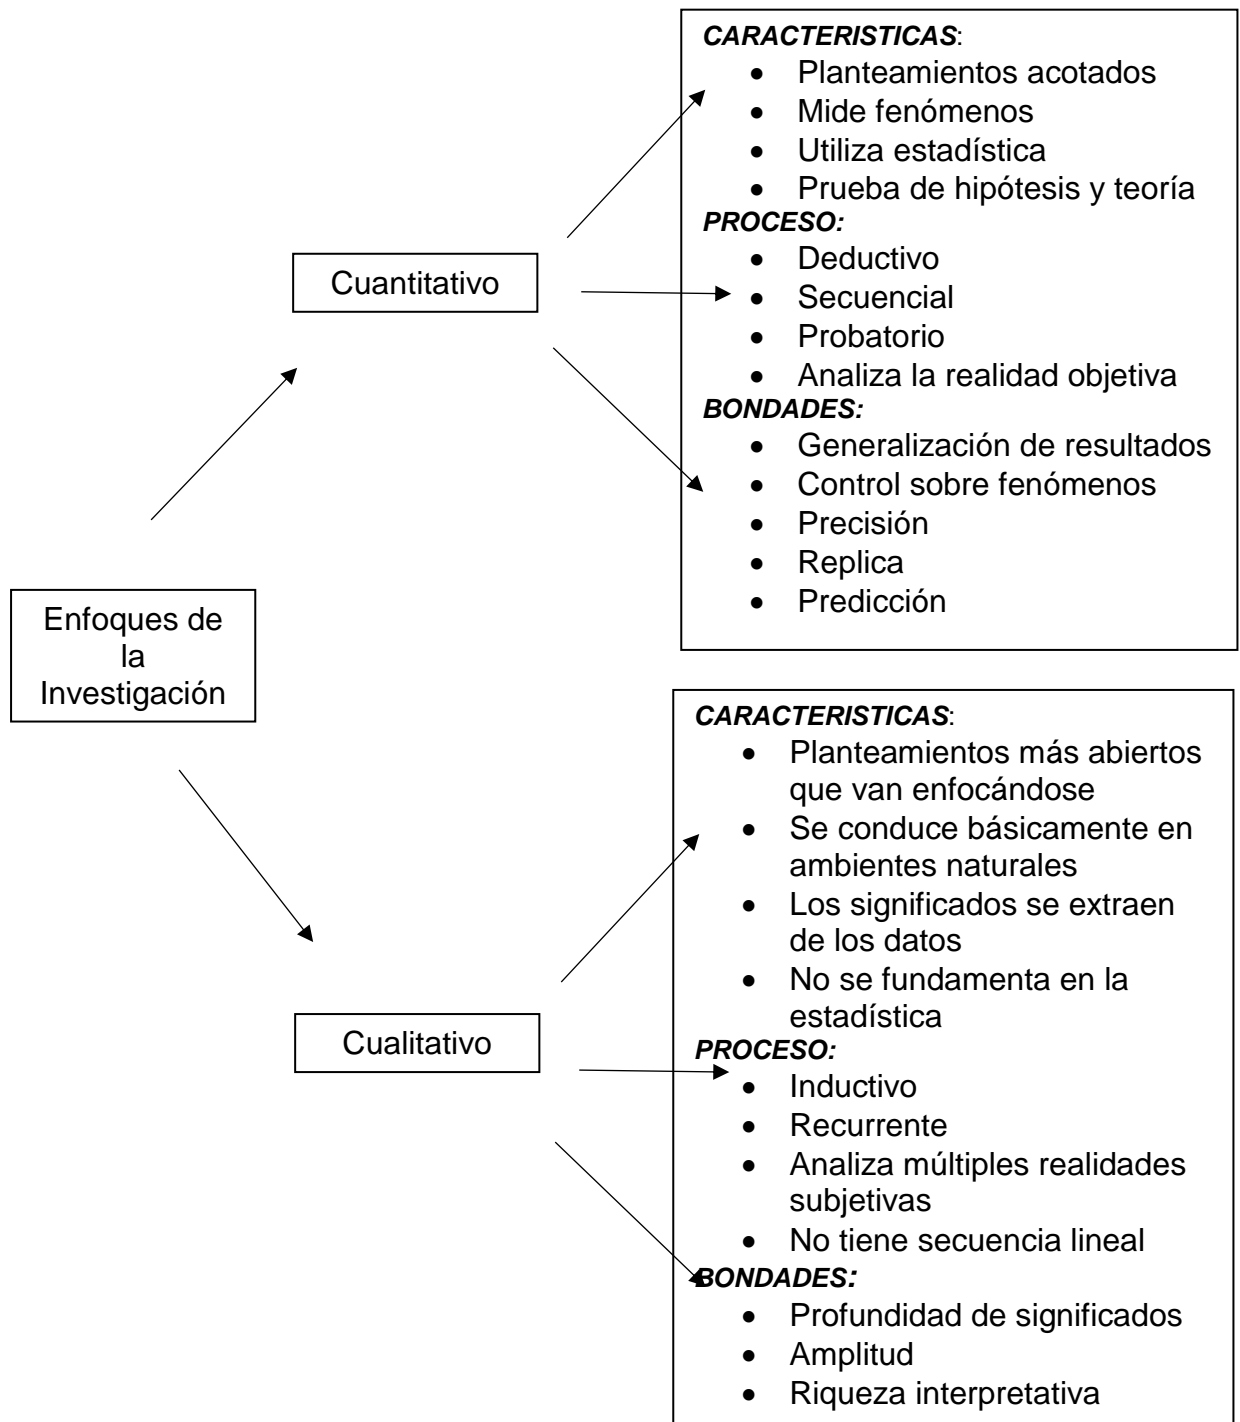 Enfoques de
la
Investigación
Cuantitativo
CARACTERISTICAS:
• Planteamientos acotados
• Mide fenómenos
• Utiliza estadística
• Prueba de hipótesis y teoría
PROCESO:
• Deductivo
• Secuencial
• Probatorio
• Analiza la realidad objetiva
BONDADES:
• Generalización de resultados
• Control sobre fenómenos
• Precisión
• Replica
• Predicción
Cualitativo
CARACTERISTICAS:
• Planteamientos más abiertos
que van enfocándose
• Se conduce básicamente en
ambientes naturales
• Los significados se extraen
de los datos
• No se fundamenta en la
estadística
PROCESO:
• Inductivo
• Recurrente
• Analiza múltiples realidades
subjetivas
• No tiene secuencia lineal
BONDADES:
• Profundidad de significados
• Amplitud
• Riqueza interpretativa